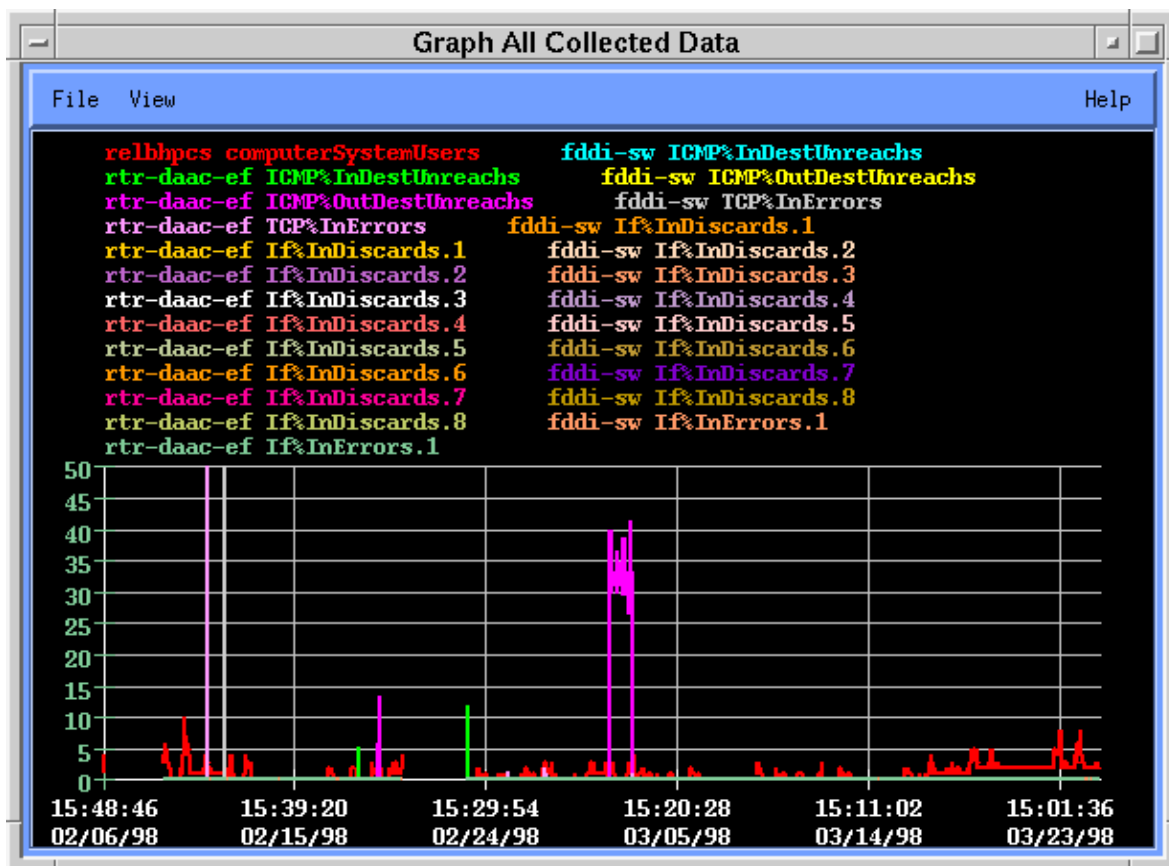 Graph All Collected Data
File View Help
relbhpcs computerSystemUsers fddi-sw ICMP%InDestUnreachs
rtr-daac-ef ICMP%InDestUnreachs fddi-sw ICMP%OutDestUnreachs
rtr-daac-ef ICMP%OutDestUnreachs fddi-sw TCP%InErrors
rtr-daac-ef TCP%InErrors fddi-sw If%InDiscards.1
rtr-daac-ef If%InDiscards.1 fddi-sw If%InDiscards.2
rtr-daac-ef If%InDiscards.2 fddi-sw If%InDiscards.3
rtr-daac-ef If%InDiscards.3 fddi-sw If%InDiscards.4
rtr-daac-ef If%InDiscards.4 fddi-sw If%InDiscards.5
rtr-daac-ef If%InDiscards.5 fddi-sw If%InDiscards.6
rtr-daac-ef If%InDiscards.6 fddi-sw If%InDiscards.7
rtr-daac-ef If%InDiscards.7 fddi-sw If%InDiscards.8
rtr-daac-ef If%InDiscards.8 fddi-sw If%InErrors.1
rtr-daac-ef If%InErrors.1
50
45
40
35
30
25
20
15
10
5
0
15:48:46 15:39:20 15:29:54 15:20:28 15:11:02 15:01:36
02/06/98 02/15/98 02/24/98 03/05/98 03/14/98 03/23/98